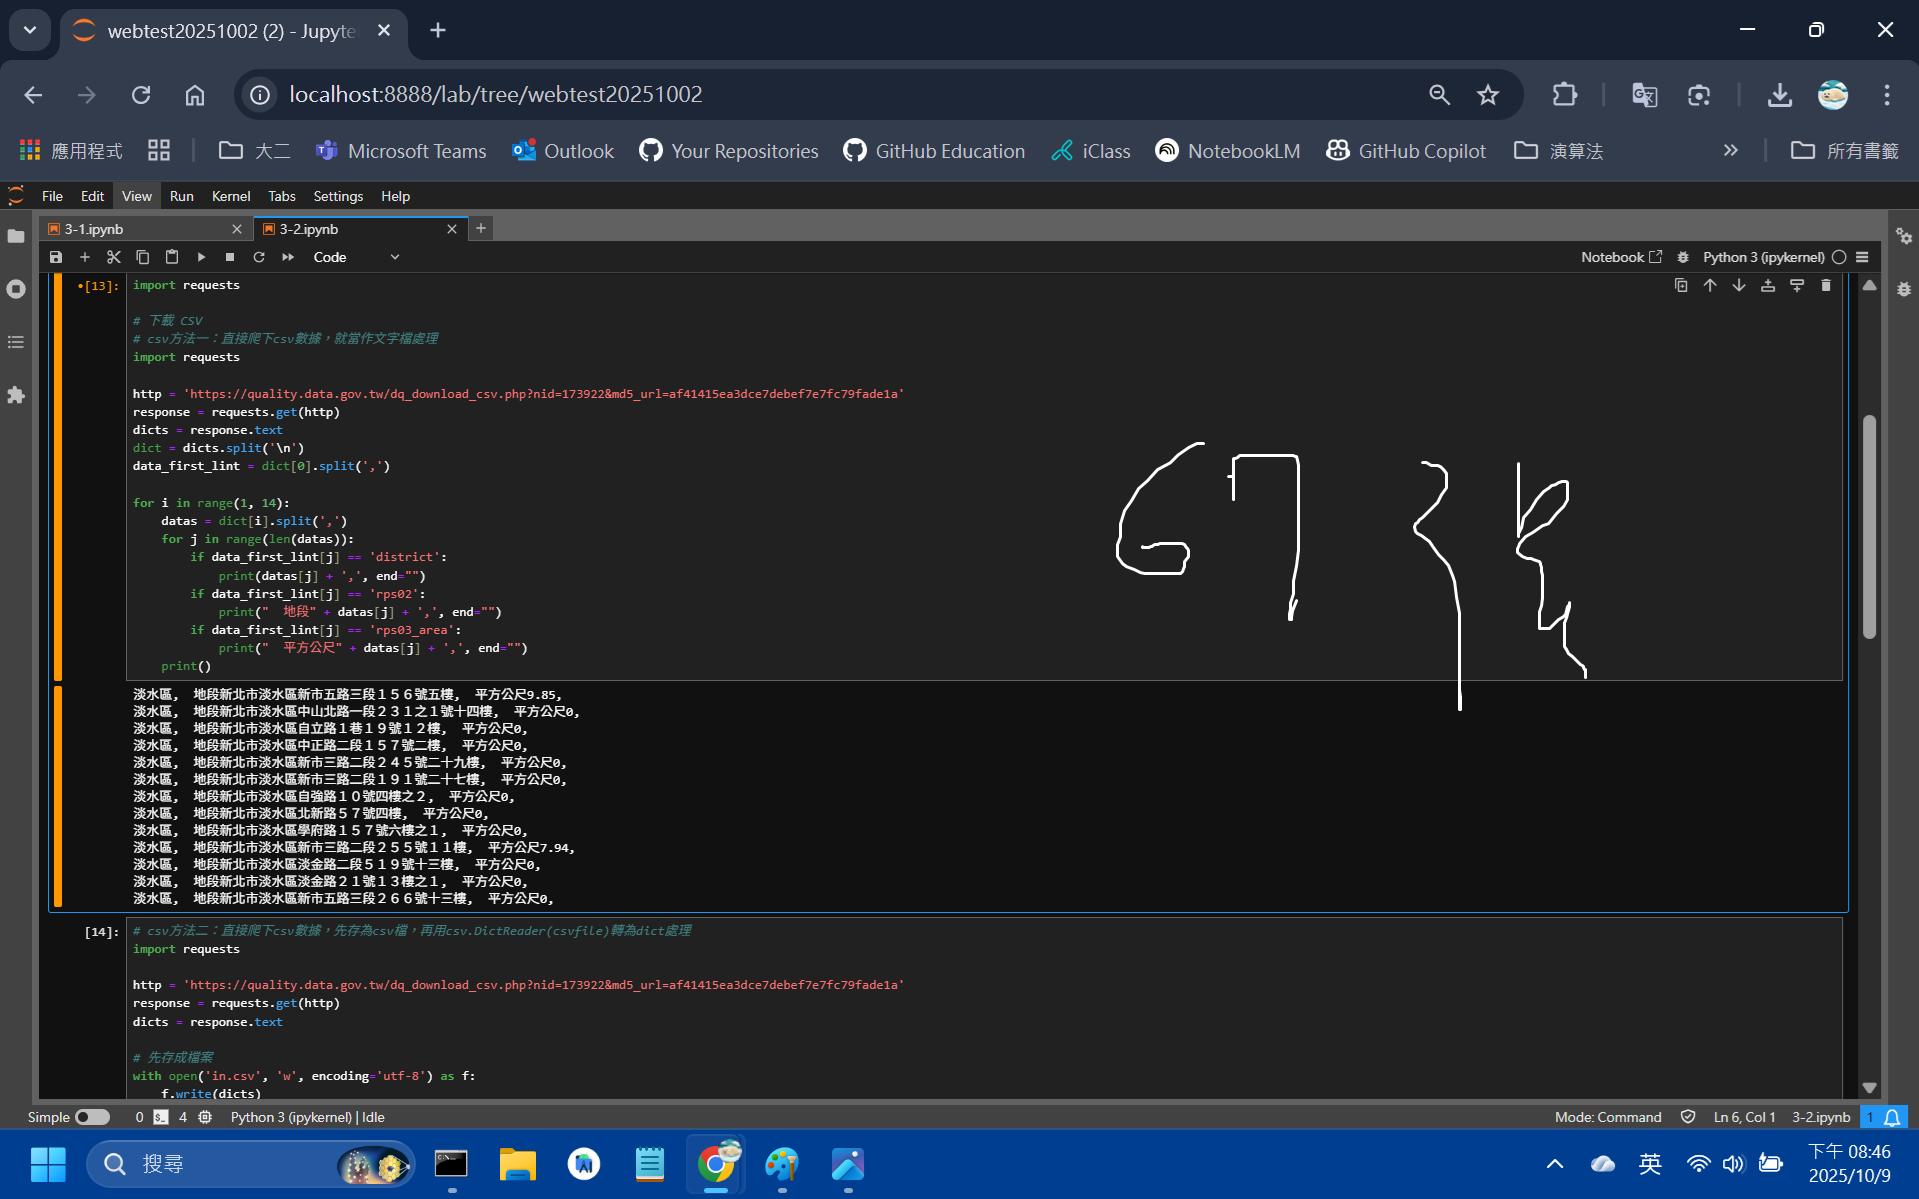 webtest20251002 (2) - Jupyte
localhost:8888/lab/tree/webtest20251002
應用程式 大二 Microsoft Teams Outlook Your Repositories GitHub Education iClass NotebookLM GitHub Copilot 演算法 » 所有書籤
File Edit View Run Kernel Tabs Settings Help
3-1.ipynb 3-2.ipynb
Code Notebook Python 3 (ipykernel)
•[13]: import requests
# 下載 CSV
# csv方法一：直接爬下csv數據，就當作文字檔處理
import requests
http = 'https://quality.data.gov.tw/dq_download_csv.php?nid=173922&md5_url=af41415ea3dce7debef7e7fc79fade1a'
response = requests.get(http)
dicts = response.text
dict = dicts.split('\n')
data_first_lint = dict[0].split(',')
for i in range(1, 14):
    datas = dict[i].split(',')
    for j in range(len(datas)):
        if data_first_lint[j] == 'district':
            print(datas[j] + ',', end="")
        if data_first_lint[j] == 'rps02':
            print("  地段" + datas[j] + ',', end="")
        if data_first_lint[j] == 'rps03_area':
            print("  平方公尺" + datas[j] + ',', end="")
    print()
67
淡水區,  地段新北市淡水區新市五路三段１５６號五樓,  平方公尺9.85,
淡水區,  地段新北市淡水區中山北路一段２３１之１號十四樓,  平方公尺0,
淡水區,  地段新北市淡水區自立路１巷１９號１２樓,  平方公尺0,
淡水區,  地段新北市淡水區中正路二段１５７號二樓,  平方公尺0,
淡水區,  地段新北市淡水區新市三路二段２４５號二十九樓,  平方公尺0,
淡水區,  地段新北市淡水區新市三路二段１９１號二十七樓,  平方公尺0,
淡水區,  地段新北市淡水區自強路１０號四樓之２,  平方公尺0,
淡水區,  地段新北市淡水區北新路５７號四樓,  平方公尺0,
淡水區,  地段新北市淡水區學府路１５７號六樓之１,  平方公尺0,
淡水區,  地段新北市淡水區新市三路二段２５５號１１樓,  平方公尺7.94,
淡水區,  地段新北市淡水區淡金路二段５１９號十三樓,  平方公尺0,
淡水區,  地段新北市淡水區淡金路２１號１３樓之１,  平方公尺0,
淡水區,  地段新北市淡水區新市五路三段２６６號十三樓,  平方公尺0,
[14]: # csv方法二：直接爬下csv數據，先存為csv檔，再用csv.DictReader(csvfile)轉為dict處理
import requests
http = 'https://quality.data.gov.tw/dq_download_csv.php?nid=173922&md5_url=af41415ea3dce7debef7e7fc79fade1a'
response = requests.get(http)
dicts = response.text
# 先存成檔案
with open('in.csv', 'w', encoding='utf-8') as f:
    f.write(dicts)
Simple 0 4 Python 3 (ipykernel) | Idle Mode: Command Ln 6, Col 1 3-2.ipynb 1
搜尋 英 下午 08:46
2025/10/9